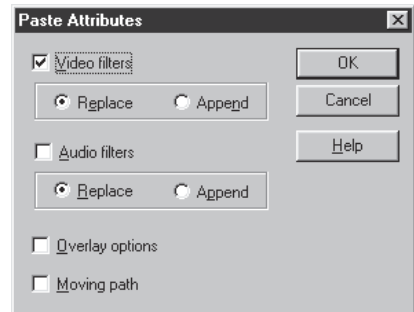 Paste Attributes
Video filters
OK
Replace Append
Cancel
Audio filters
Help
Replace Append
Overlay options
Moving path